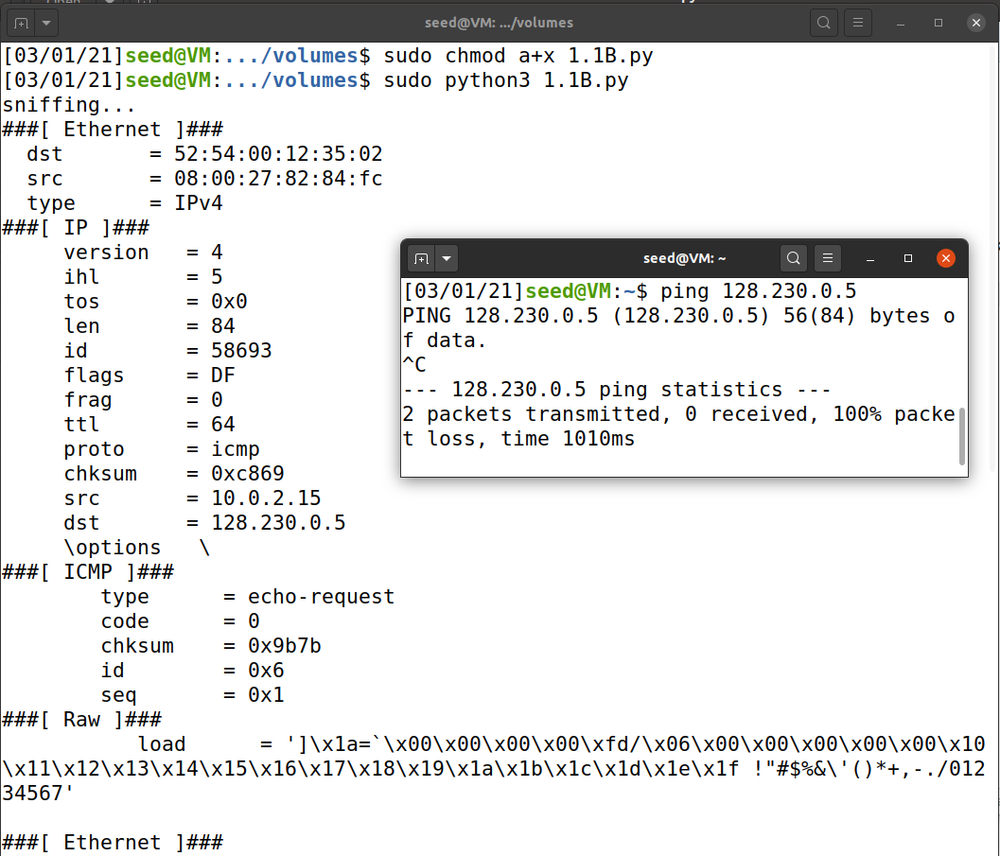 seed@VM: .../volumes
[03/01/21]seed@VM:.../volumes$ sudo chmod a+x 1.1B.py
[03/01/21]seed@VM:.../volumes$ sudo python3 1.1B.py
sniffing...
###[ Ethernet ]###
  dst       = 52:54:00:12:35:02
  src       = 08:00:27:82:84:fc
  type      = IPv4
###[ IP ]###
     version   = 4
     ihl       = 5
     tos       = 0x0
     len       = 84
     id        = 58693
     flags     = DF
     frag      = 0
     ttl       = 64
     proto     = icmp
     chksum    = 0xc869
     src       = 10.0.2.15
     dst       = 128.230.0.5
     \options   \
###[ ICMP ]###
        type      = echo-request
        code      = 0
        chksum    = 0x9b7b
        id        = 0x6
        seq       = 0x1
###[ Raw ]###
           load      = ']\x1a=`\x00\x00\x00\x00\xfd/\x06\x00\x00\x00\x00\x00\x10
\x11\x12\x13\x14\x15\x16\x17\x18\x19\x1a\x1b\x1c\x1d\x1e\x1f !"#$%&\'()*+,-./012
34567'
###[ Ethernet ]###
seed@VM: ~
[03/01/21]seed@VM:~$ ping 128.230.0.5
PING 128.230.0.5 (128.230.0.5) 56(84) bytes o
f data.
^C
--- 128.230.0.5 ping statistics ---
2 packets transmitted, 0 received, 100% packe
t loss, time 1010ms